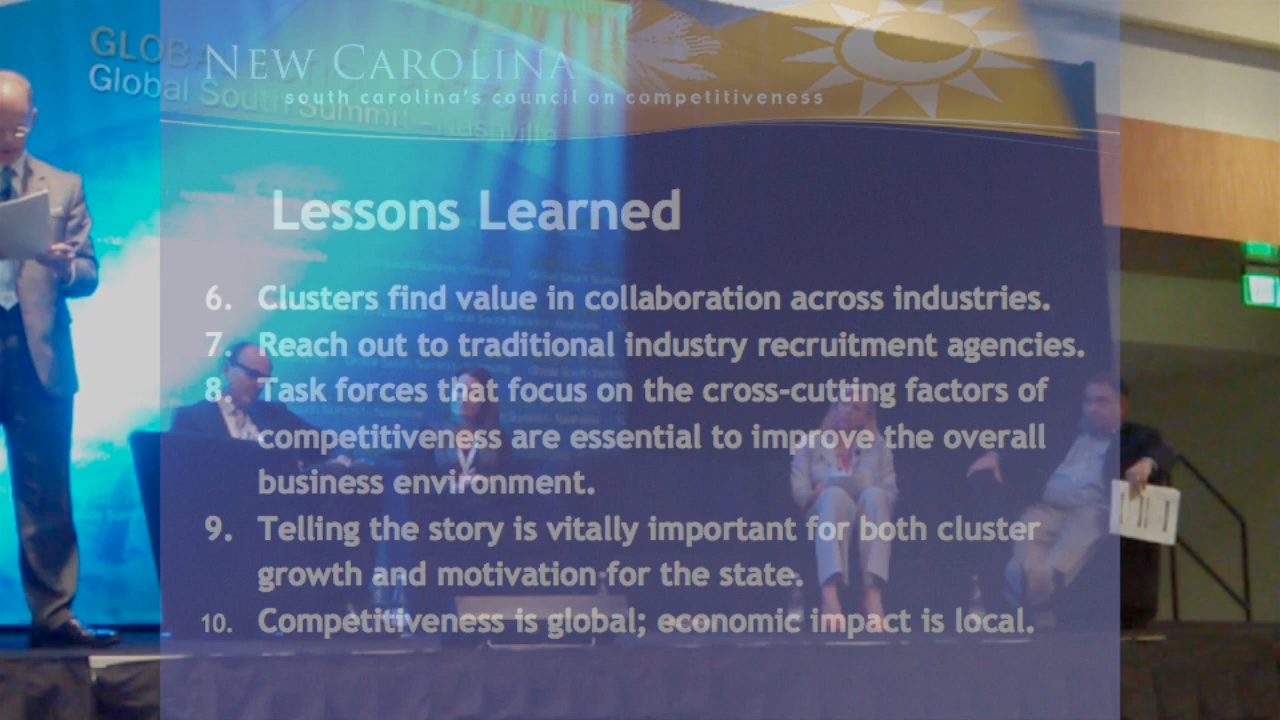 GLOBAL
Global South Summit - Nashville
NEW CAROLINA
south carolina's council on competitiveness
Lessons Learned
6. Clusters find value in collaboration across industries.
7. Reach out to traditional industry recruitment agencies.
8. Task forces that focus on the cross-cutting factors of
competitiveness are essential to improve the overall
business environment.
9. Telling the story is vitally important for both cluster
growth and motivation for the state.
10. Competitiveness is global; economic impact is local.